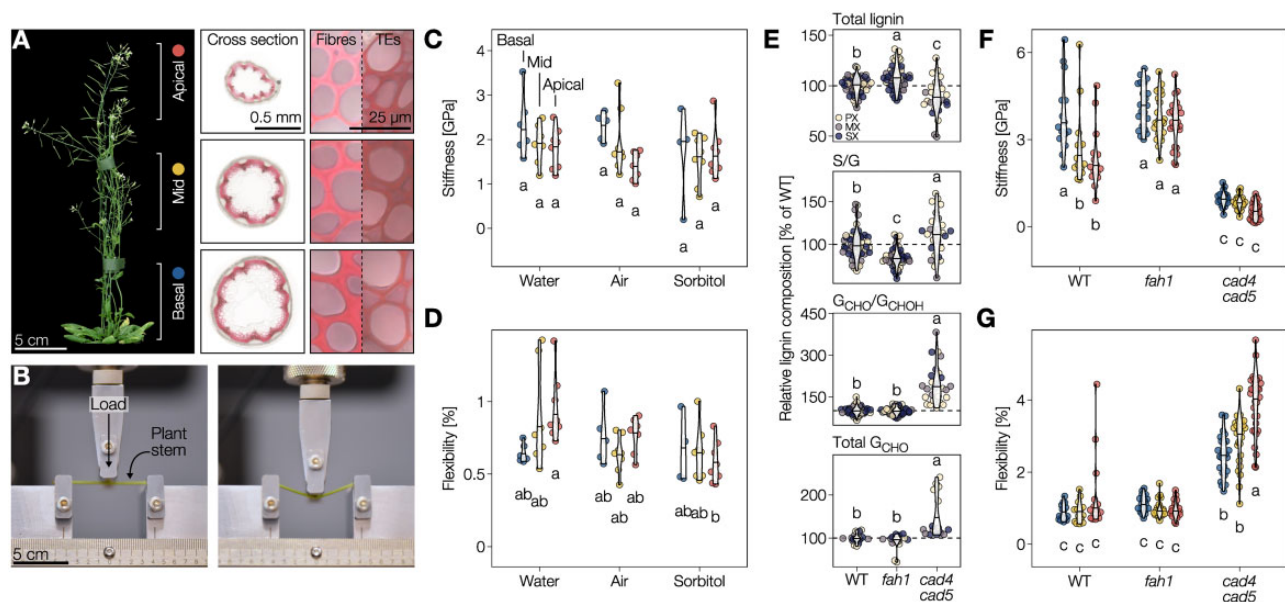 A
Apical
Mid
Basal
5 cm
Cross section
0.5 mm
Fibres
TEs
25 µm
B
Load
Plant
stem
5 cm
C
Stiffness [GPa]
4
3
2
1
0
Basal
Mid
Apical
a a a
a a a
a a a
Water
Air
Sorbitol
D
Flexibility [%]
1
0.5
0
ab ab a
ab ab ab
ab ab b
Water
Air
Sorbitol
E
Relative lignin composition [% of WT]
Total lignin
150
100
50
b a c
PX
MX
SX
S/G
150
100
b c a
GCHO/GCHOH
450
300
150
b b a
Total GCHO
200
100
b b a
WT
fah1
cad4
cad5
F
Stiffness [GPa]
6
3
0
a b b
a a a
c c c
WT
fah1
cad4
cad5
G
Flexibility [%]
4
2
0
c c c
c c c
b b a
WT
fah1
cad4
cad5